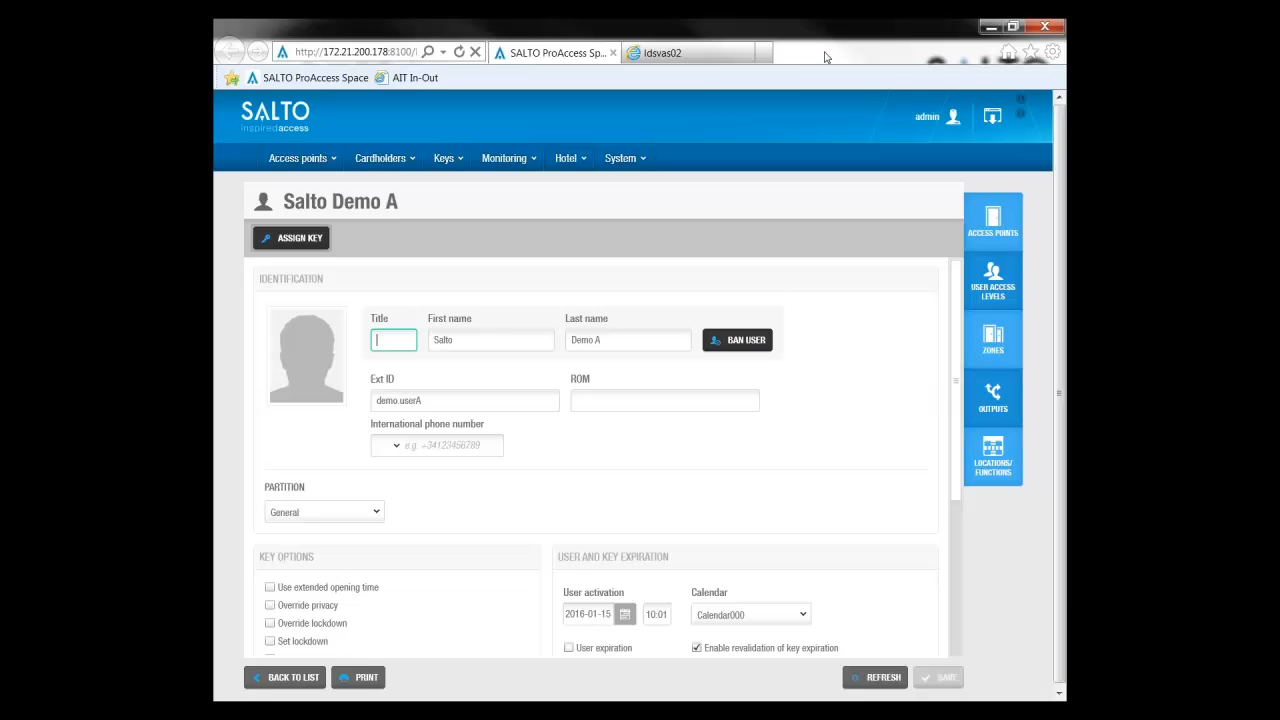 http://172.21.200.178:8100/
SALTO ProAccess Sp...
ldsvas02
SALTO ProAccess Space
AIT In-Out
SALTO
inspiredaccess
admin
Access points
Cardholders
Keys
Monitoring
Hotel
System
Salto Demo A
ASSIGN KEY
IDENTIFICATION
Title
First name
Last name
Salto
Demo A
BAN USER
Ext ID
ROM
demo.userA
International phone number
e.g. +34123456789
PARTITION
General
ACCESS POINTS
USER ACCESS
LEVELS
ZONES
OUTPUTS
LOCATIONS/
FUNCTIONS
KEY OPTIONS
Use extended opening time
Override privacy
Override lockdown
Set lockdown
USER AND KEY EXPIRATION
User activation
Calendar
2016-01-15
10:01
Calendar000
User expiration
Enable revalidation of key expiration
BACK TO LIST
PRINT
REFRESH
SAVE